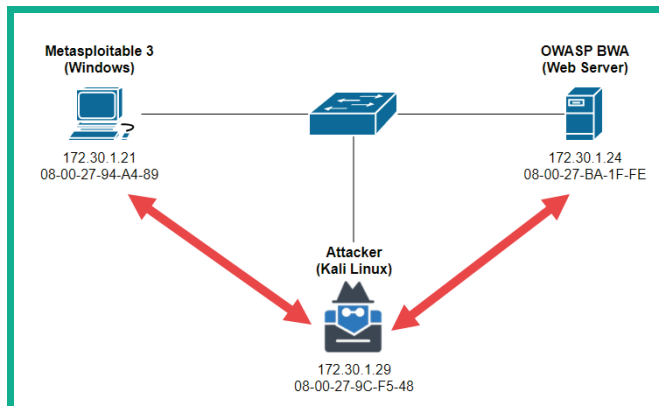 Metasploitable 3
(Windows)
172.30.1.21
08-00-27-94-A4-89
OWASP BWA
(Web Server)
172.30.1.24
08-00-27-BA-1F-FE
Attacker
(Kali Linux)
172.30.1.29
08-00-27-9C-F5-48